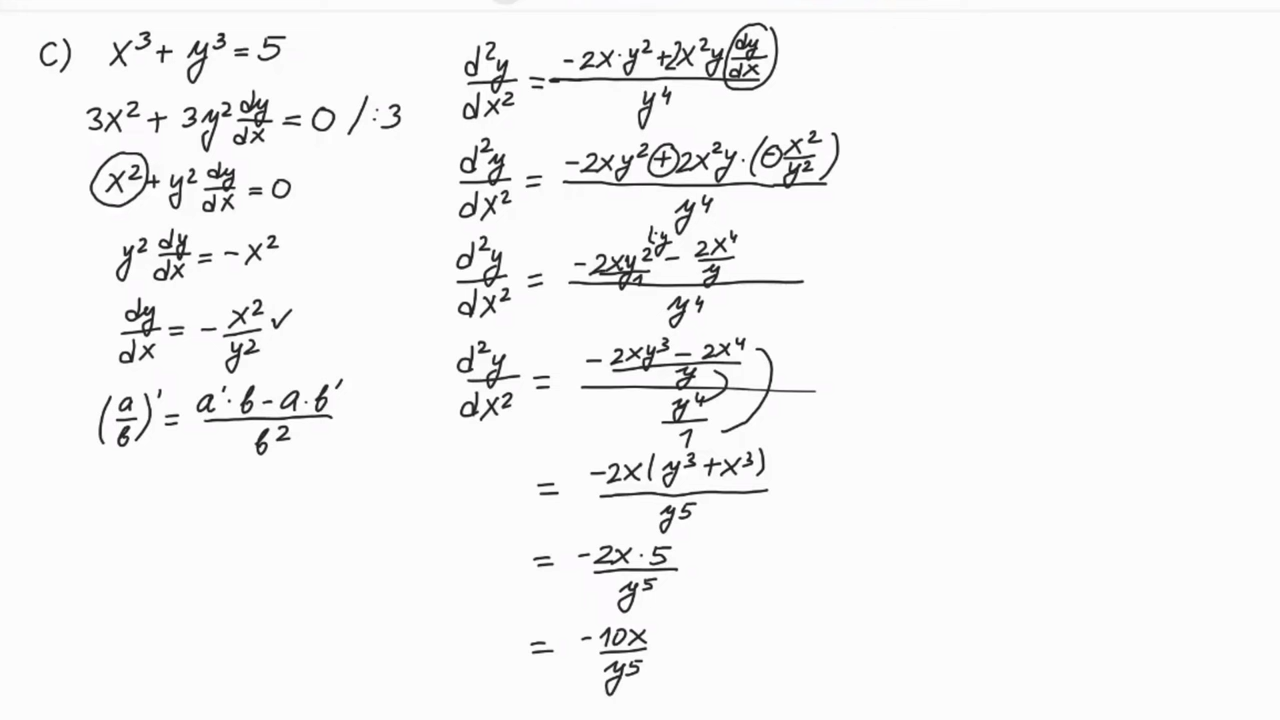 c) x³ + y³ = 5
3x² + 3y² dy/dx = 0 /:3
x² + y² dy/dx = 0
y² dy/dx = -x²
dy/dx = - x²/y² ✓
(a/b)' = (a'·b - a·b')/b²
d²y/dx² = (-2x·y² + 2x²y dy/dx)/y⁴
d²y/dx² = (-2xy² + 2x²y·(-x²/y²))/y⁴
d²y/dx² = (-2xy²/1 |·y - 2x⁴/y)/y⁴
d²y/dx² = ((-2xy³ - 2x⁴)/y)/(y⁴/1)
= -2x(y³+x³)/y⁵
= -2x·5/y⁵
= -10x/y⁵